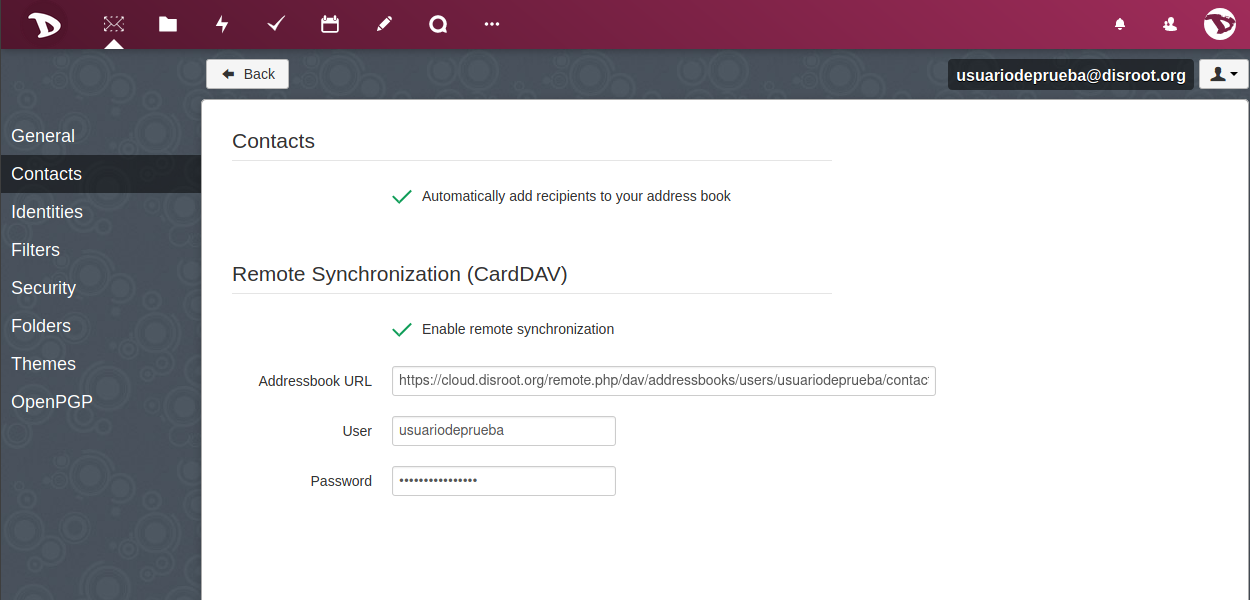 Back
usuariodeprueba@disroot.org
General
Contacts
Identities
Filters
Security
Folders
Themes
OpenPGP
Contacts
Automatically add recipients to your address book
Remote Synchronization (CardDAV)
Enable remote synchronization
Addressbook URL https://cloud.disroot.org/remote.php/dav/addressbooks/users/usuariodeprueba/contac
User usuariodeprueba
Password ••••••••••••••••